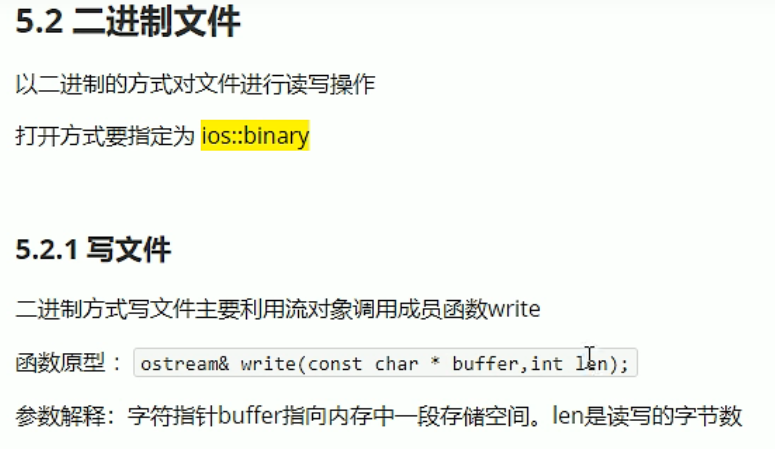 5.2 二进制文件
以二进制的方式对文件进行读写操作
打开方式要指定为 ios::binary
5.2.1 写文件
二进制方式写文件主要利用流对象调用成员函数write
函数原型 ：ostream& write(const char * buffer,int len);
参数解释：字符指针buffer指向内存中一段存储空间。len是读写的字节数